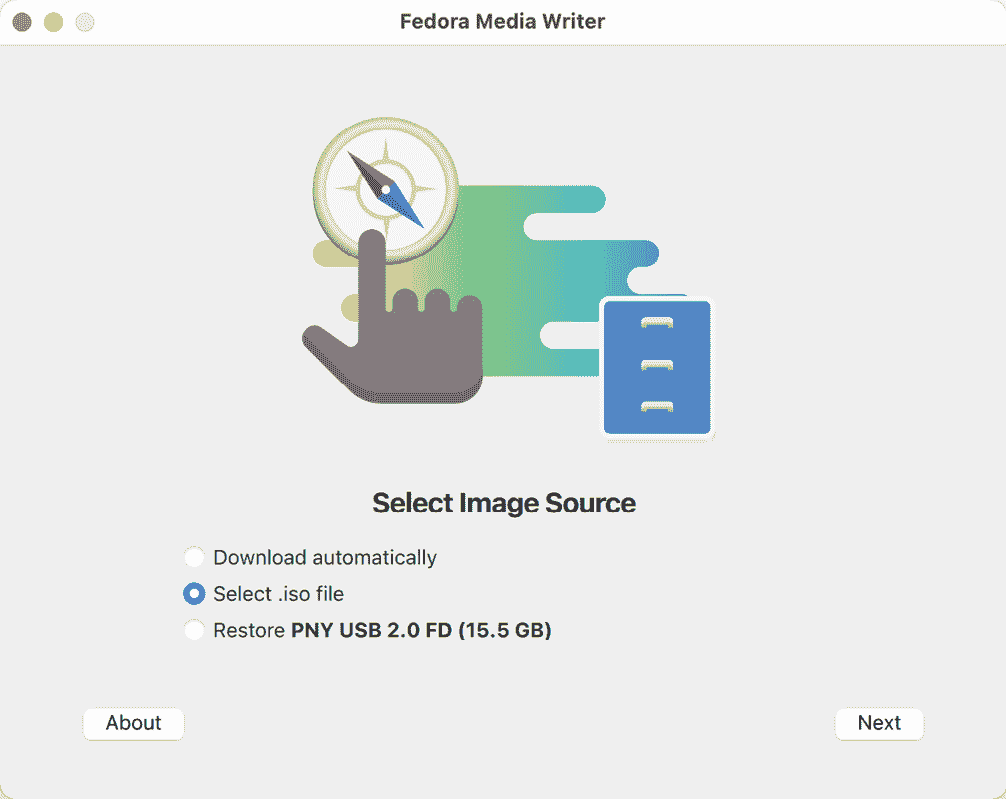 Fedora Media Writer
Select Image Source
Download automatically
Select .iso file
Restore PNY USB 2.0 FD (15.5 GB)
About
Next